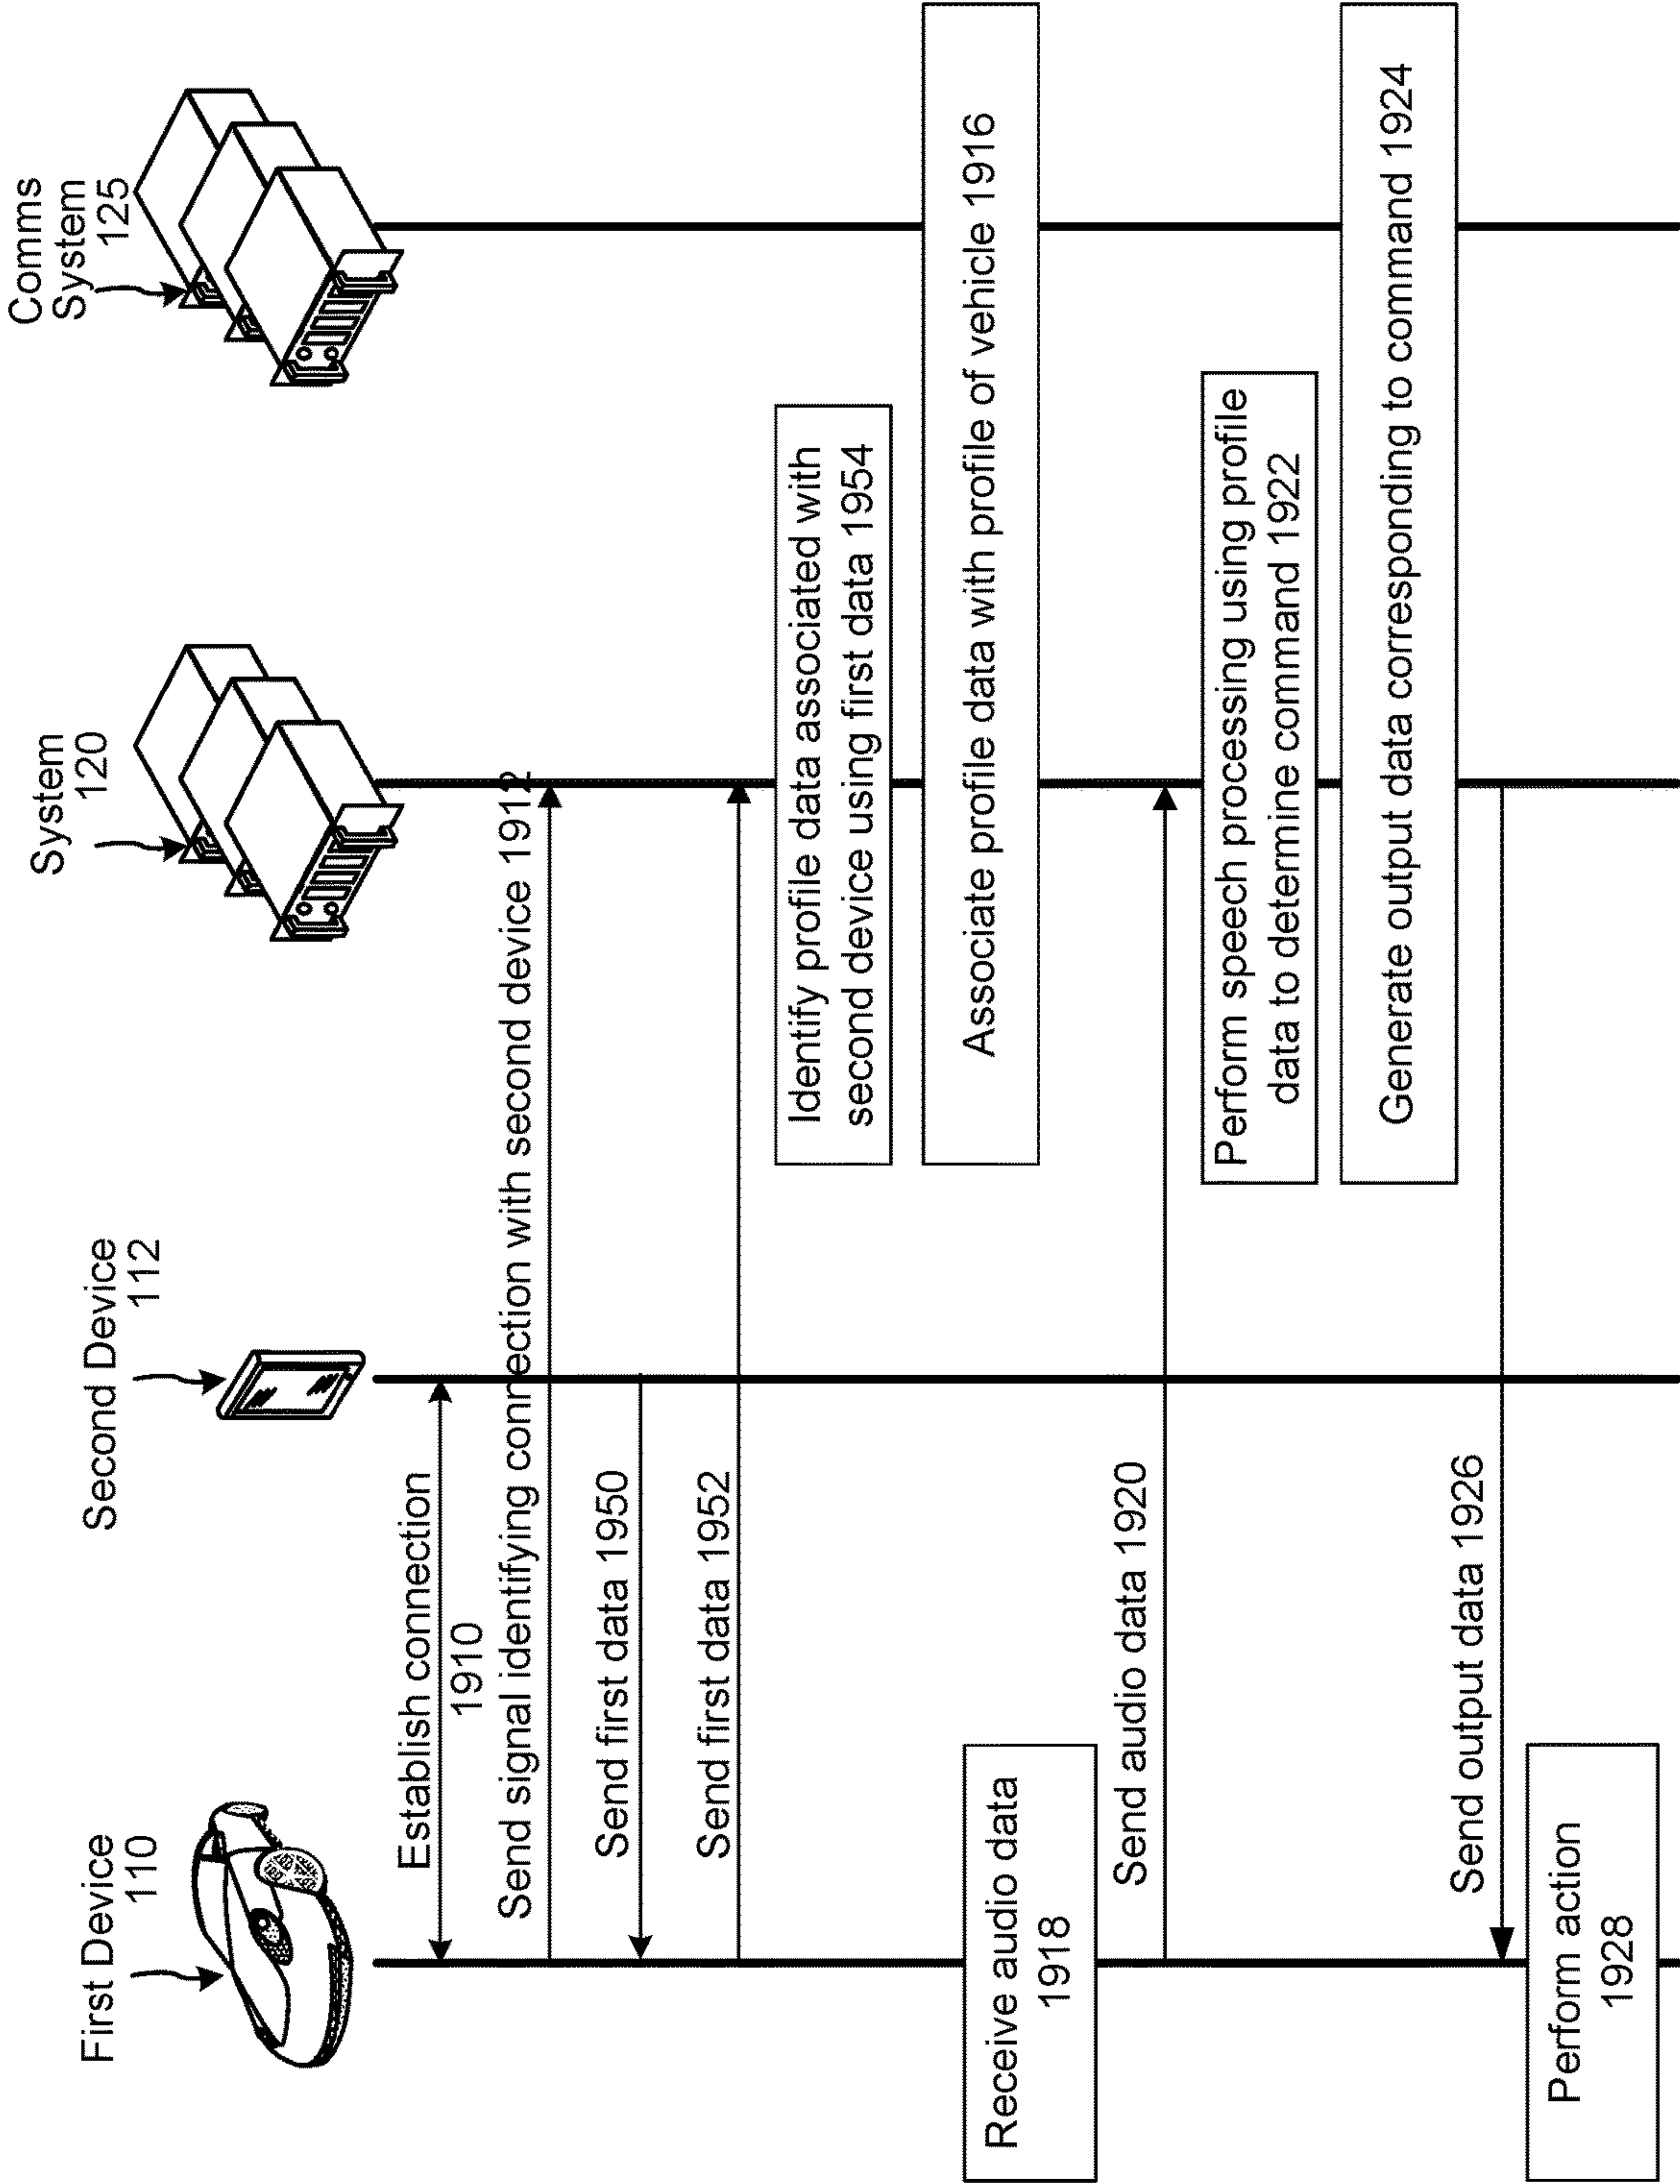 First Device
110
Second Device
112
System
120
Comms
System
125
Establish connection
1910
Send signal identifying connection with second device 1912
Send first data 1950
Send first data 1952
Identify profile data associated with
second device using first data 1954
Associate profile data with profile of vehicle 1916
Receive audio data
1918
Send audio data 1920
Perform speech processing using profile
data to determine command 1922
Generate output data corresponding to command 1924
Send output data 1926
Perform action
1928